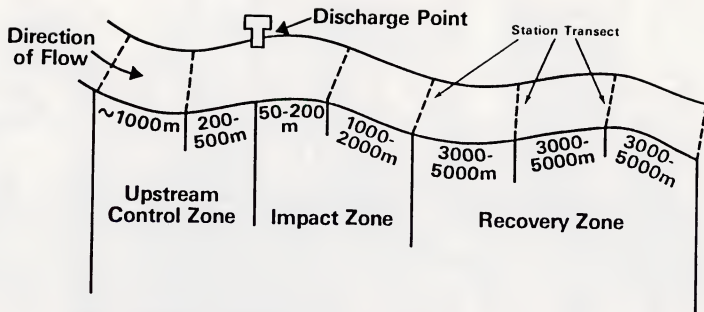 Discharge Point
Direction
of Flow
Station Transect
~1000m
200-
500m
50-200
m
1000-
2000m
3000-
5000m
3000-
5000m
3000-
5000m
Upstream
Control Zone
Impact Zone
Recovery Zone